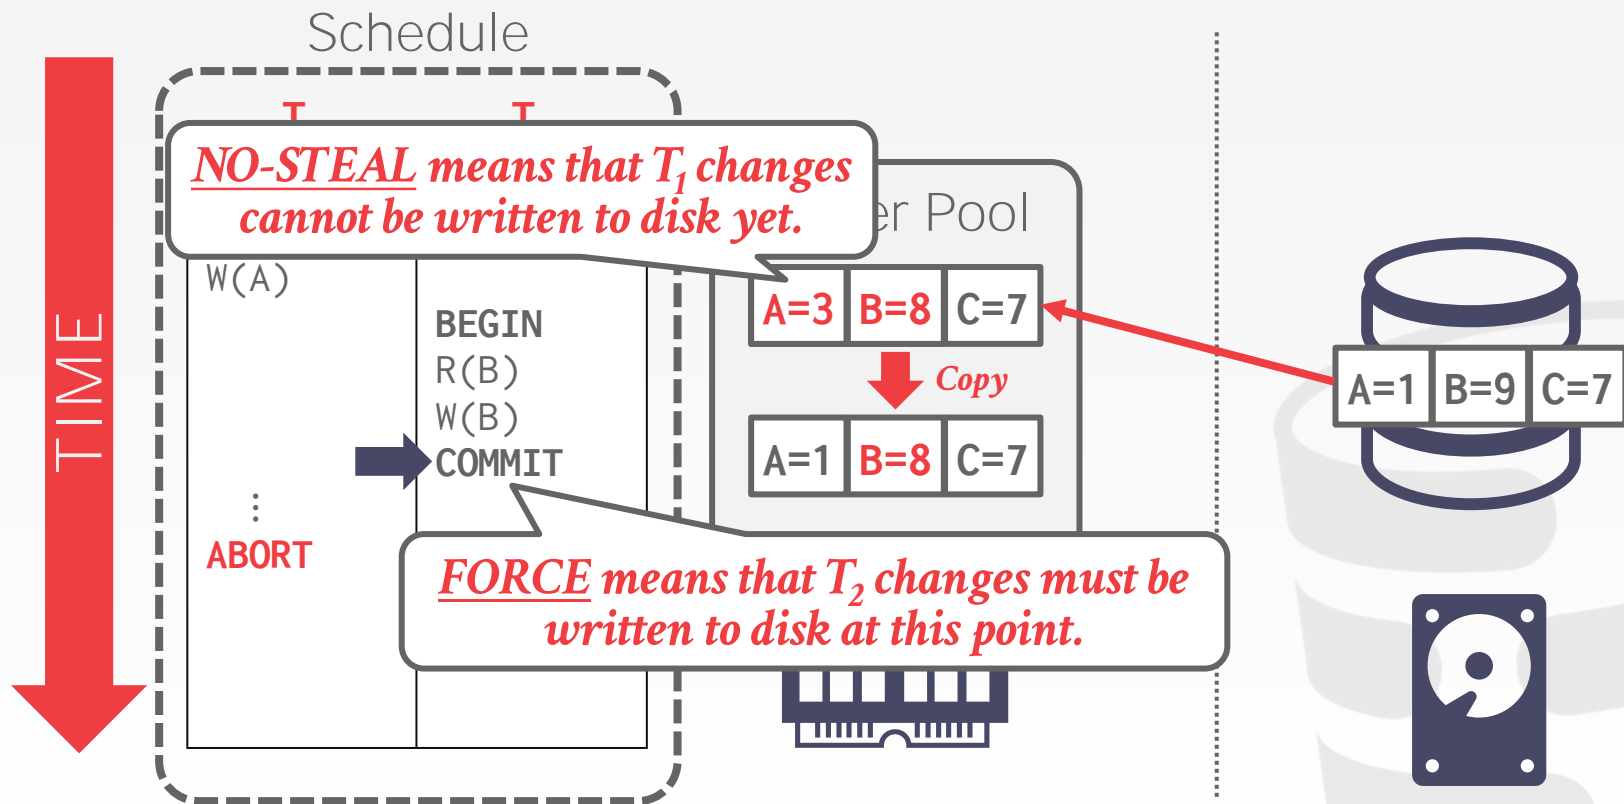 Schedule
TIME
T
T
NO-STEAL means that T1 changes
cannot be written to disk yet.
er Pool
W(A)
BEGIN
R(B)
W(B)
COMMIT
⋮
ABORT
A=3 B=8 C=7
Copy
A=1 B=8 C=7
A=1 B=9 C=7
FORCE means that T2 changes must be
written to disk at this point.